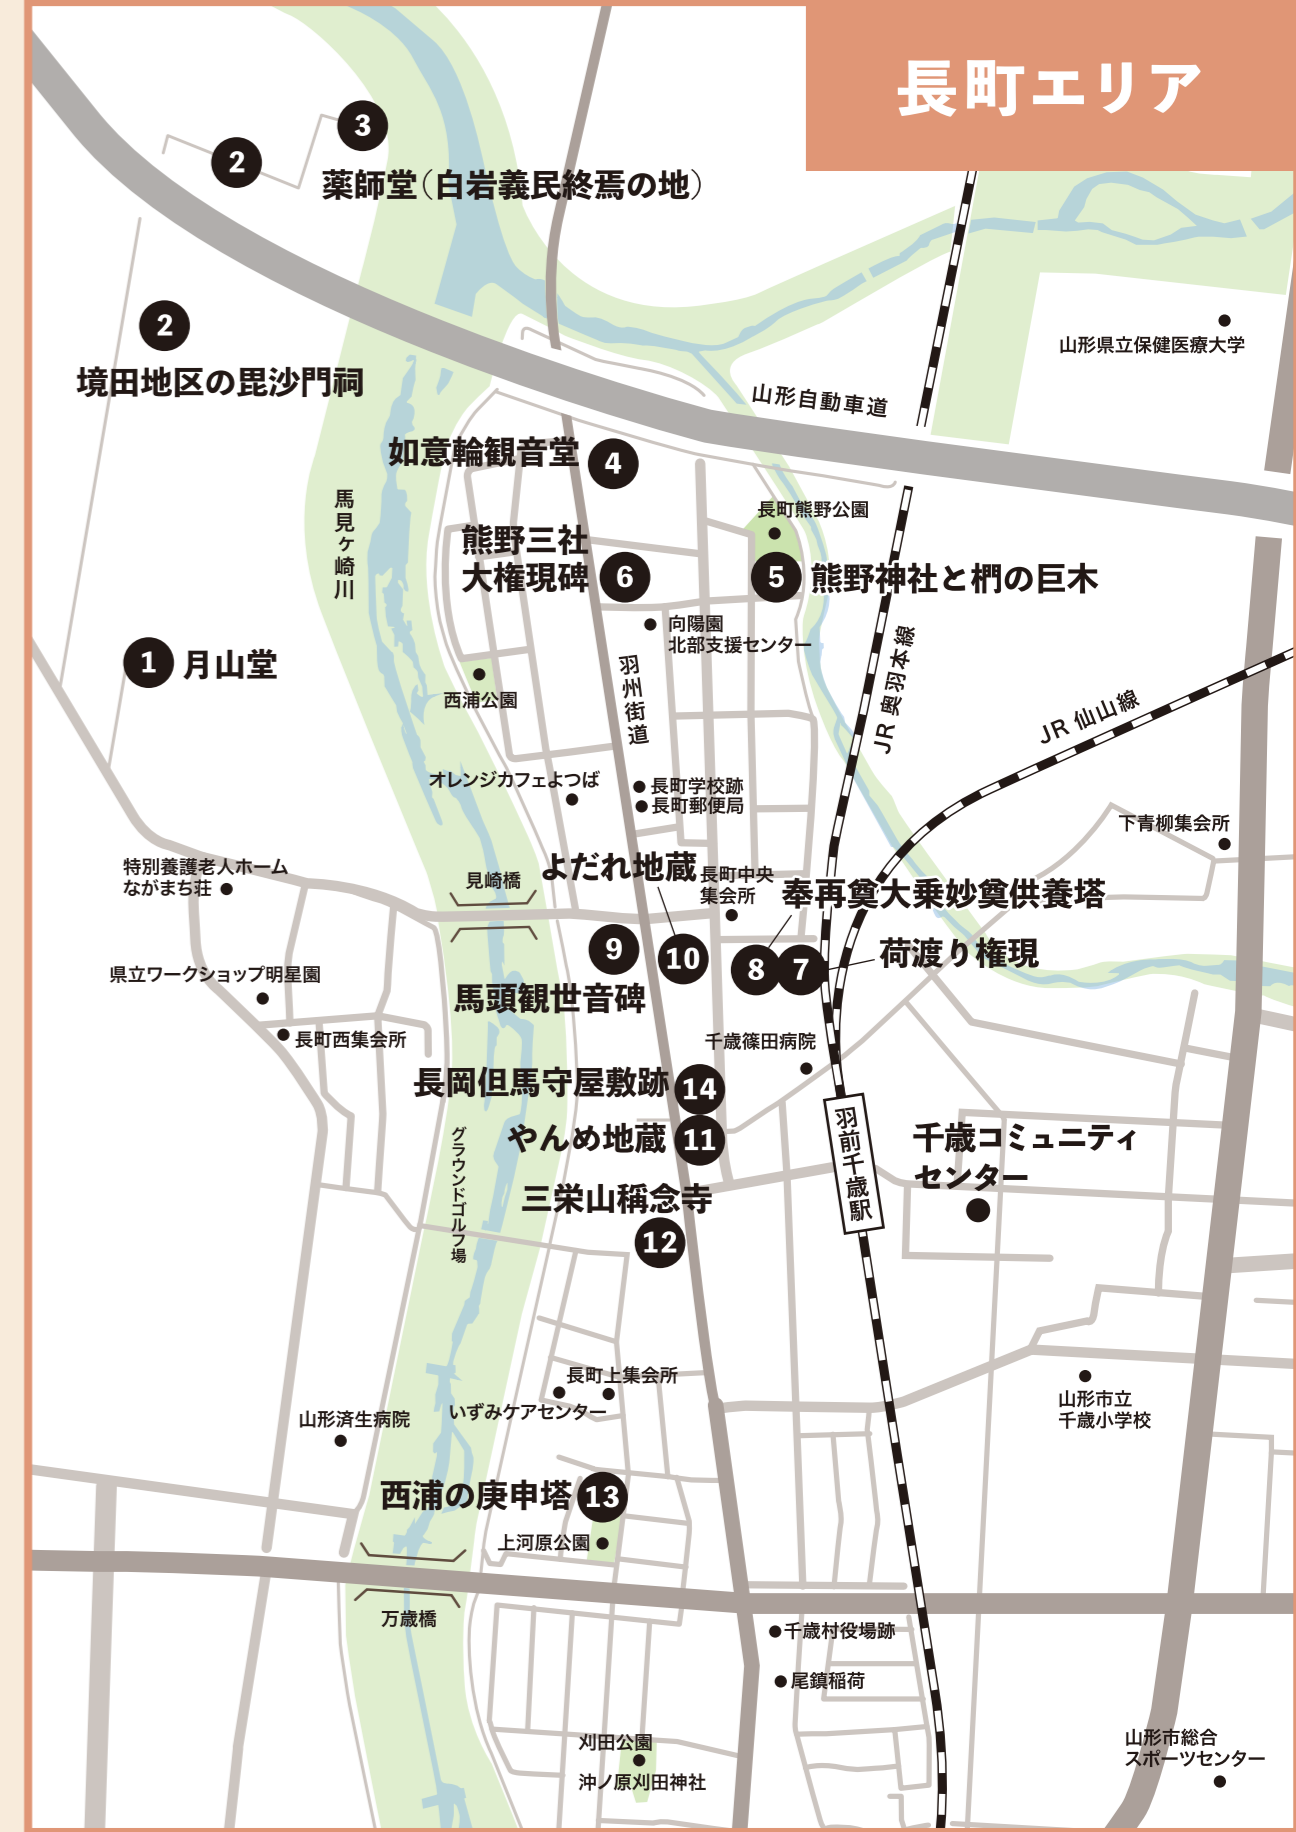 長町エリア
3
2
薬師堂(白岩義民終焉の地)
2
境田地区の毘沙門祠
山形県立保健医療大学
山形自動車道
如意輪観音堂
4
馬見ヶ崎川
長町熊野公園
熊野三社
大権現碑
6
5
熊野神社と椚の巨木
向陽園
北部支援センター
1
月山堂
西浦公園
羽州街道
JR 奥羽本線
JR 仙山線
オレンジカフェよつば
長町学校跡
長町郵便局
下青柳集会所
特別養護老人ホーム
ながまち荘
見崎橋
よだれ地蔵
長町中央
集会所
奉再奠大乗妙奠供養塔
9
10
8
7
荷渡り権現
県立ワークショップ明星園
馬頭観世音碑
長町西集会所
千歳篠田病院
長岡但馬守屋敷跡
14
やんめ地蔵
11
グラウンドゴルフ場
羽前千歳駅
千歳コミュニティ
センター
三栄山稱念寺
12
長町上集会所
いずみケアセンター
山形済生病院
山形市立
千歳小学校
西浦の庚申塔
13
上河原公園
万歳橋
千歳村役場跡
尾鎮稲荷
刈田公園
沖ノ原刈田神社
山形市総合
スポーツセンター